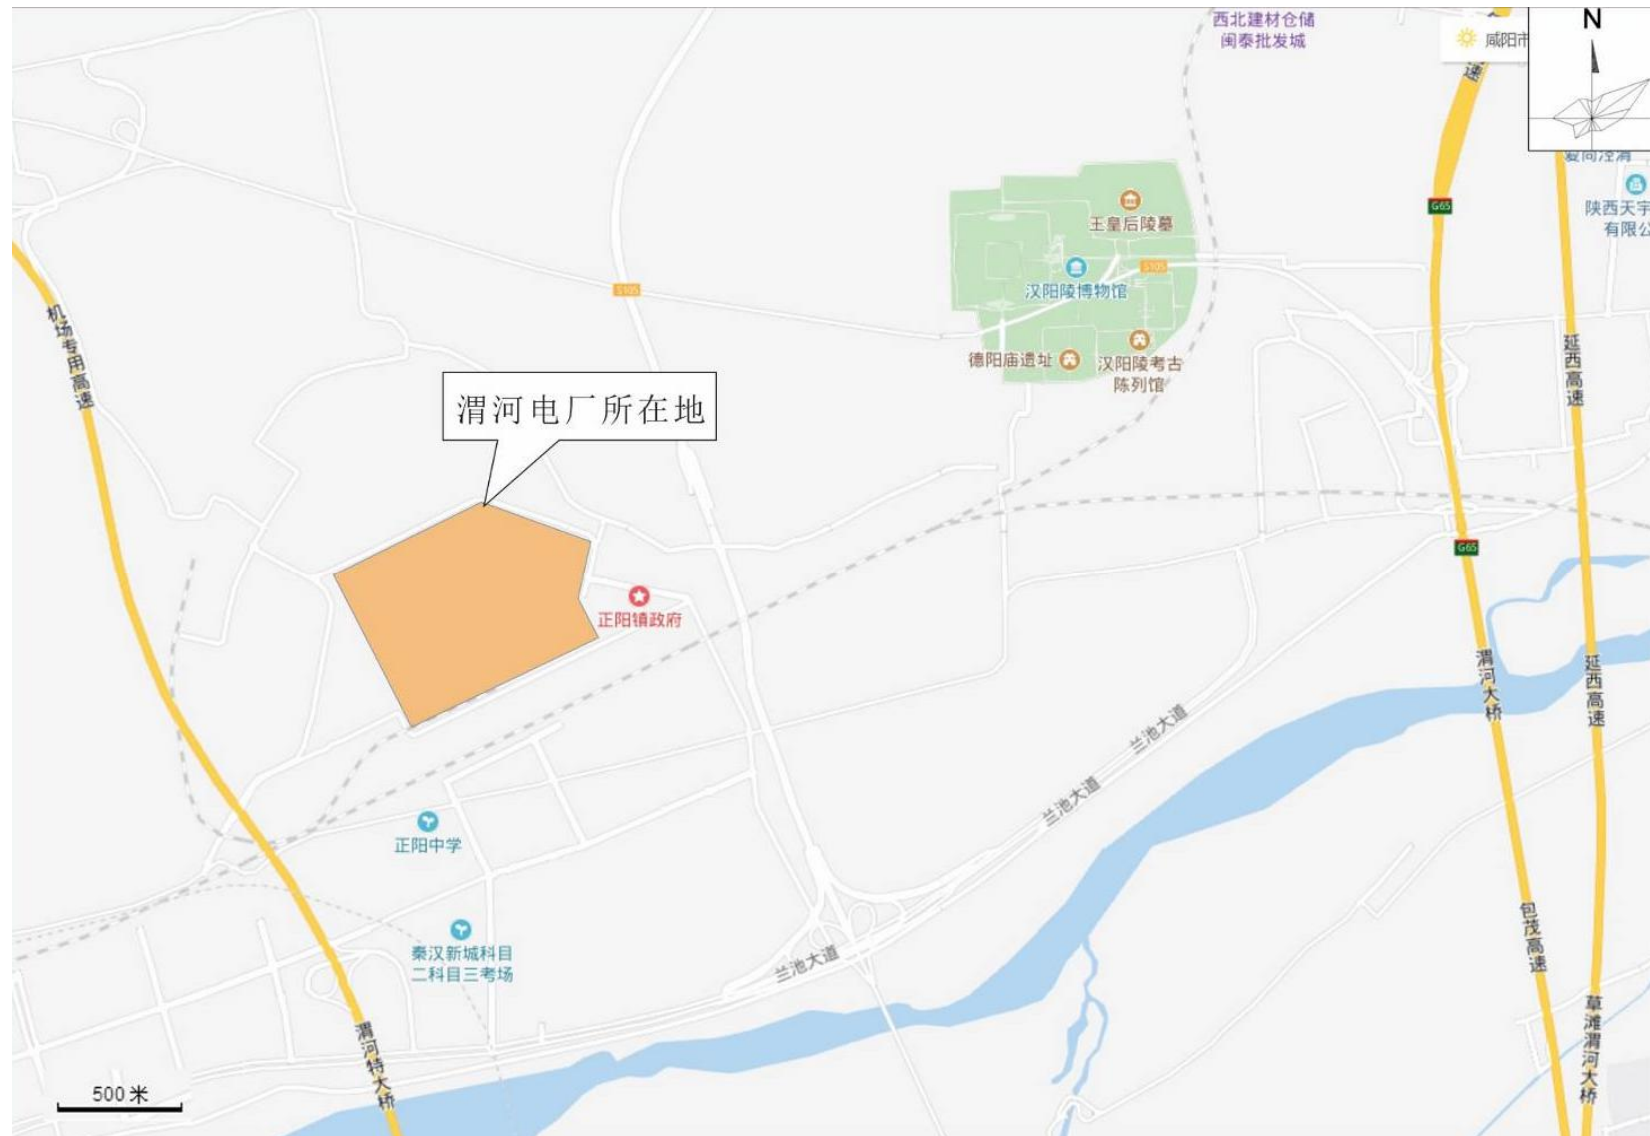 西北建材仓储
闽泰批发城
速
咸阳市
N
G65
陕西天宇
有限公
王皇后陵墓
S105
汉阳陵博物馆
S105
德阳庙遗址
汉阳陵考古
陈列馆
机场专用高速
延西高速
渭河电厂所在地
G65
正阳镇政府
渭河大桥
延西高速
兰池大道
兰池大道
正阳中学
秦汉新城科目
二科目三考场
兰池大道
包茂高速
渭河特大桥
草滩渭河大桥
500米